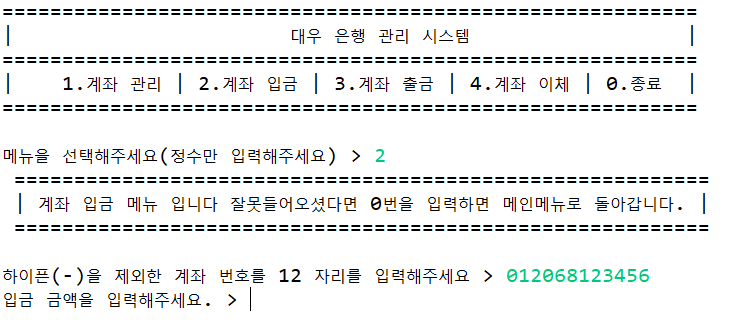 ==============================================================
|                         대우 은행 관리 시스템                    |
==============================================================
|    1.계좌 관리 | 2.계좌 입금 | 3.계좌 출금 | 4.계좌 이체 | 0.종료  |
==============================================================
메뉴을 선택해주세요(정수만 입력해주세요) > 2
==============================================================
| 계좌 입금 메뉴 입니다 잘못들어오셨다면 0번을 입력하면 메인메뉴로 돌아갑니다. |
==============================================================
하이픈(-)을 제외한 계좌 번호를 12 자리를 입력해주세요 > 012068123456
입금 금액을 입력해주세요. >